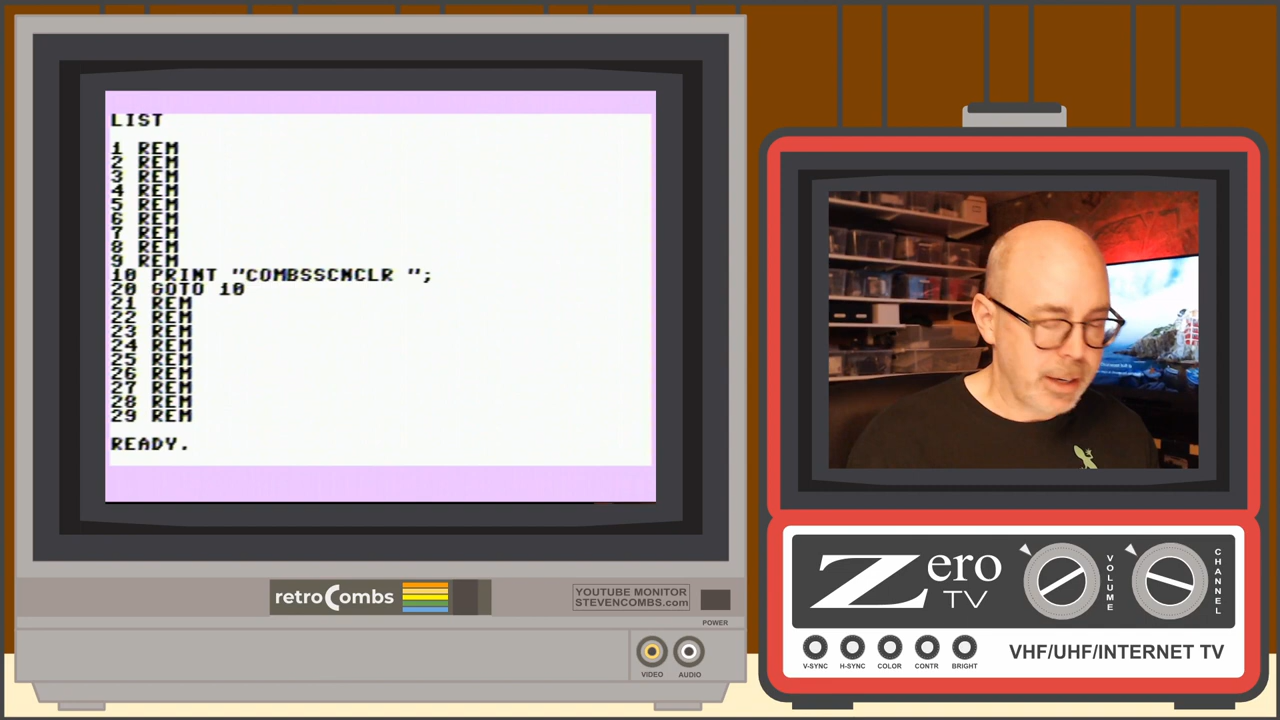 LIST
1 REM
2 REM
3 REM
4 REM
5 REM
6 REM
7 REM
8 REM
9 REM
10 PRINT "COMBSSCNCLR ";
20 GOTO 10
21 REM
22 REM
23 REM
24 REM
25 REM
26 REM
27 REM
28 REM
29 REM
READY.
retroCombs
YOUTUBE MONITOR
STEVENCOMBS.com
POWER
VIDEO AUDIO
Zero
TV
VOLUME
CHANNEL
V-SYNC H-SYNC COLOR CONTR BRIGHT
VHF/UHF/INTERNET TV